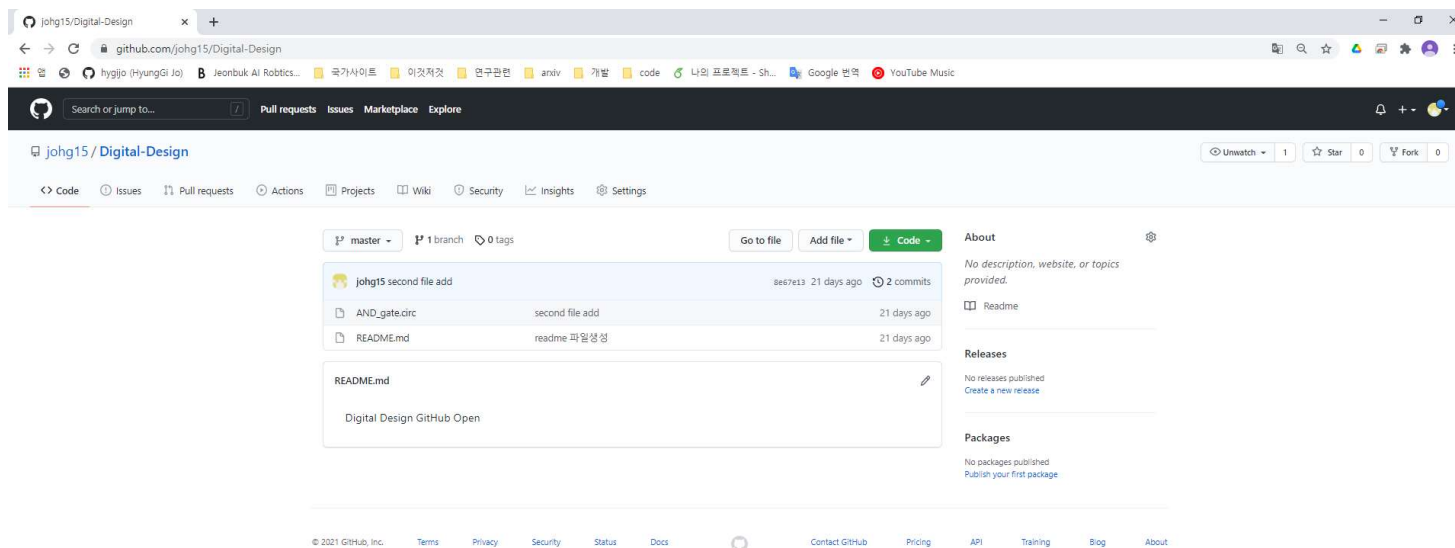 johg15/Digital-Design
github.com/johg15/Digital-Design
앱 hygijo (HyungGi Jo) Jeonbuk AI Robtics... 국가사이트 이것저것 연구관련 arxiv 개발 code 나의 프로젝트 - Sh... Google 번역 YouTube Music
Search or jump to... / Pull requests Issues Marketplace Explore
johg15 / Digital-Design Unwatch 1 Star 0 Fork 0
Code Issues Pull requests Actions Projects Wiki Security Insights Settings
master 1 branch 0 tags Go to file Add file Code
About
No description, website, or topics
provided.
Readme
johg15 second file add 8e67e13 21 days ago 2 commits
AND_gate.circ second file add 21 days ago
README.md readme 파일생성 21 days ago
Releases
No releases published
Create a new release
README.md
Digital Design GitHub Open
Packages
No packages published
Publish your first package
© 2021 GitHub, Inc. Terms Privacy Security Status Docs Contact GitHub Pricing API Training Blog About